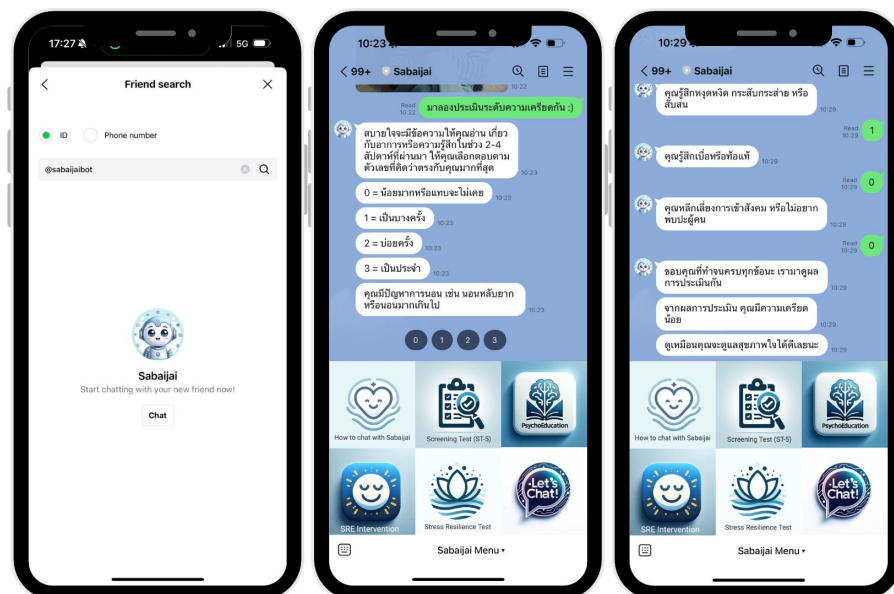 17:27
5G
Friend search
ID
Phone number
@sabaijaibot
Sabaijai
Start chatting with your new friend now!
Chat
10:23
99+
Sabaijai
10:22
Read
10:22
มาลองประเมินระดับความเครียดกัน :)
สบายใจจะมีข้อความให้คุณอ่าน เกี่ยว
กับอาการหรือความรู้สึกในช่วง 2-4
สัปดาห์ที่ผ่านมา ให้คุณเลือกตอบตาม
ตัวเลขที่คิดว่าตรงกับคุณมากที่สุด
10:23
0 = น้อยมากหรือแทบจะไม่เคย
10:23
1 = เป็นบางครั้ง
10:23
2 = บ่อยครั้ง
10:23
3 = เป็นประจำ
10:23
คุณมีปัญหาการนอน เช่น นอนหลับยาก
หรือนอนมากเกินไป
10:23
0 1 2 3
How to chat with Sabaijai
Screening Test (ST-5)
PsychoEducation
SRE Intervention
Stress Resilience Test
Let's
Chat!
Sabaijai Menu
10:29
99+
Sabaijai
คุณรู้สึกหงุดหงิด กระสับกระส่าย หรือ
สับสน
10:29
Read
10:29
1
คุณรู้สึกเบื่อหรือท้อแท้
10:29
Read
10:29
0
คุณหลีกเลี่ยงการเข้าสังคม หรือไม่อยาก
พบปะผู้คน
10:29
Read
10:29
0
ขอบคุณที่ทำจนครบทุกข้อนะ เรามาดูผล
การประเมินกัน
10:29
จากผลการประเมิน คุณมีความเครียด
น้อย
10:29
ดูเหมือนคุณจะดูแลสุขภาพใจได้ดีเลยนะ
10:29
How to chat with Sabaijai
Screening Test (ST-5)
PsychoEducation
SRE Intervention
Stress Resilience Test
Let's
Chat!
Sabaijai Menu